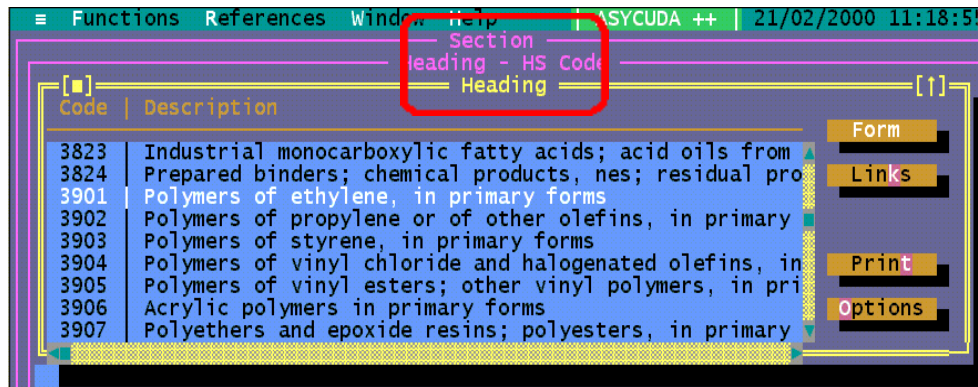 ≡ Functions References Window Help | ASYCUDA ++ | 21/02/2000 11:18:5
Section
Heading - HS Code
[■] Heading [↑]
Code | Description
Form
3823 | Industrial monocarboxylic fatty acids; acid oils from
3824 | Prepared binders; chemical products, nes; residual pro
Links
3901 | Polymers of ethylene, in primary forms
3902 | Polymers of propylene or of other olefins, in primary
3903 | Polymers of styrene, in primary forms
3904 | Polymers of vinyl chloride and halogenated olefins, in
Print
3905 | Polymers of vinyl esters; other vinyl polymers, in pri
3906 | Acrylic polymers in primary forms
Options
3907 | Polyethers and epoxide resins; polyesters, in primary